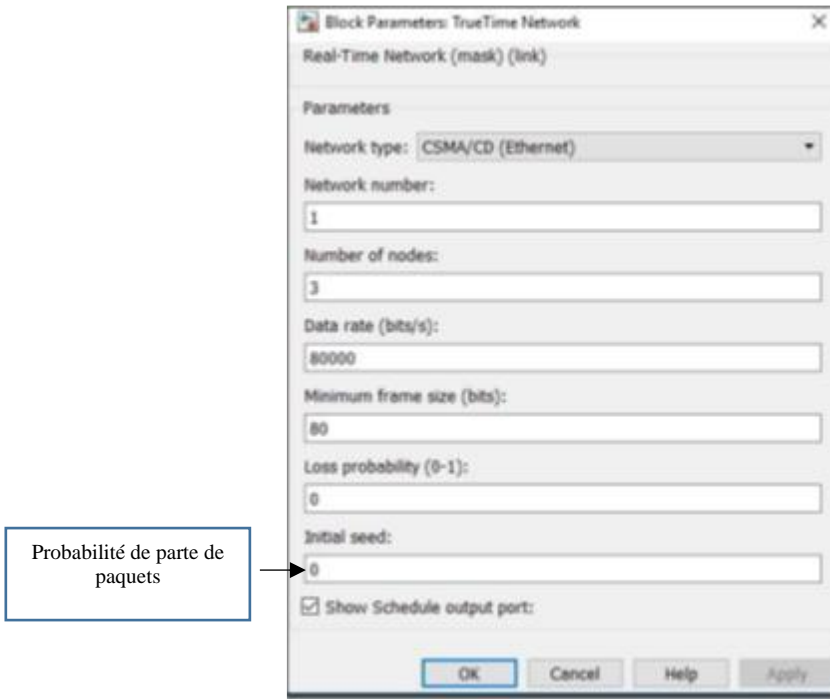 Block Parameters: TrueTime Network
Real-Time Network (mask) (link)
Parameters
Network type: CSMA/CD (Ethernet)
Network number:
1
Number of nodes:
3
Data rate (bits/s):
80000
Minimum frame size (bits):
80
Loss probability (0-1):
0
Initial seed:
0
Show Schedule output port:
OK Cancel Help Apply
Probabilité de parte de
paquets